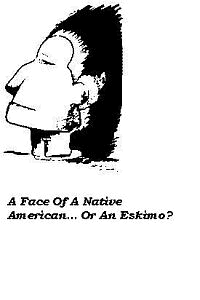 A Face Of A Native
American... Or An Eskimo?